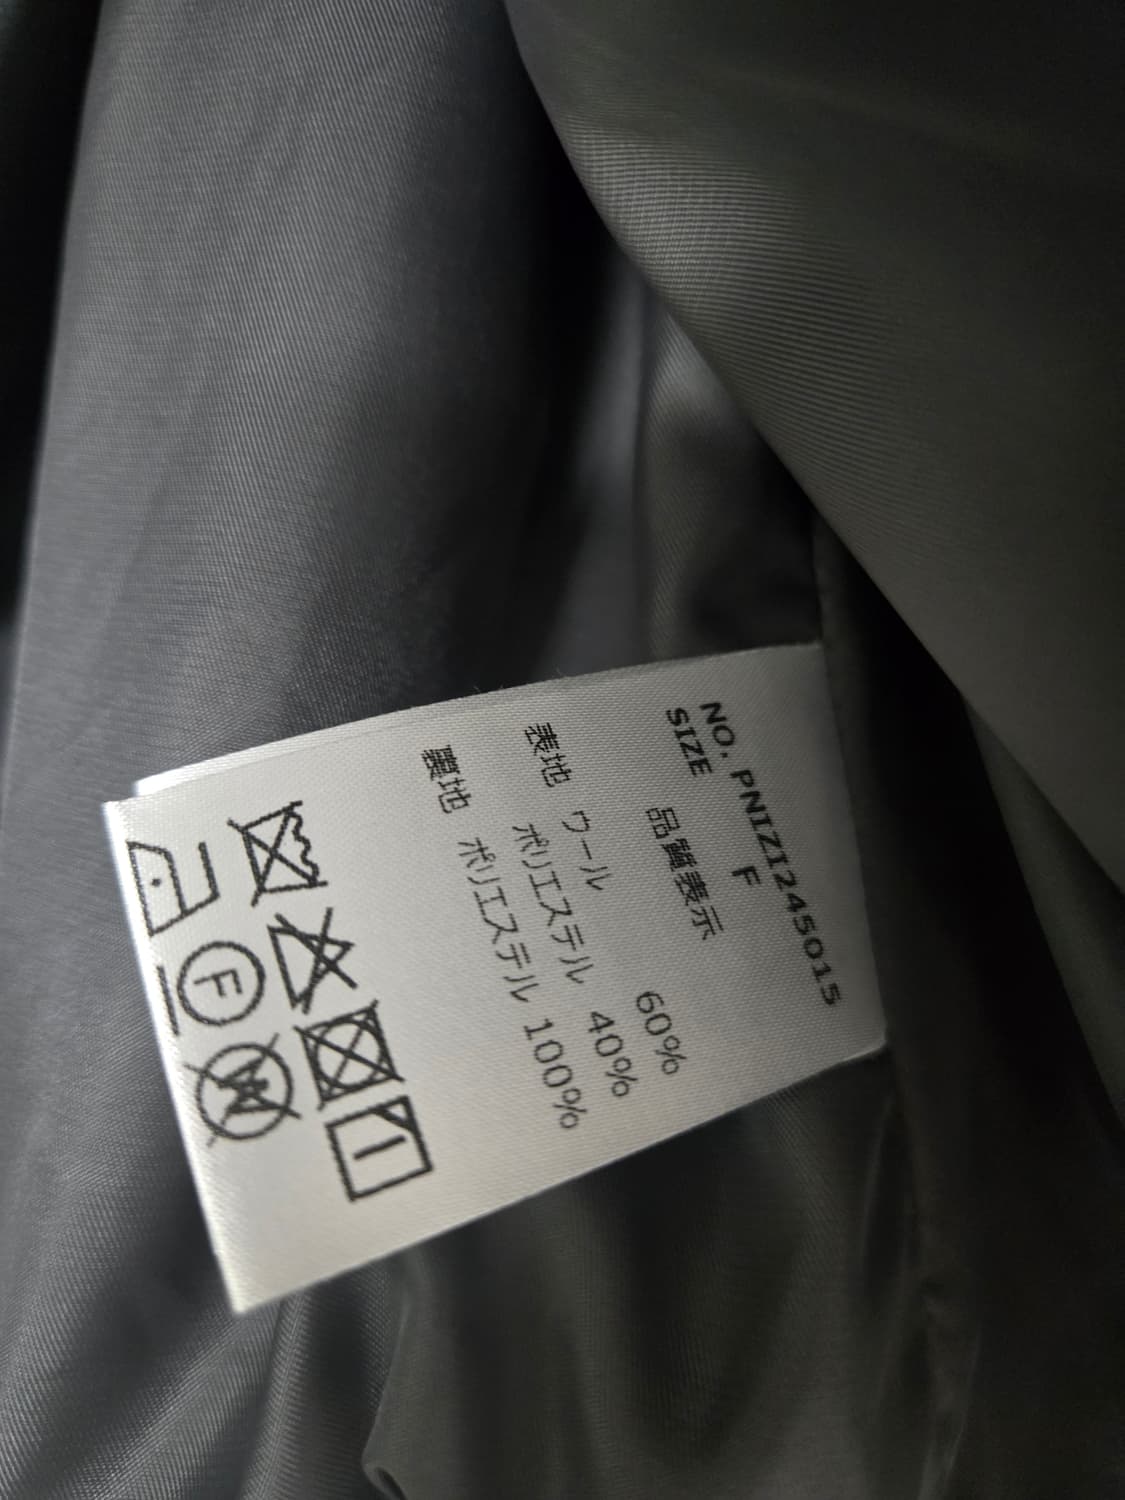 NO. PNIZI245015
SIZE F
品質表示
表地 ウール 60%
ポリエステル 40%
裏地 ポリエステル 100%
F
W